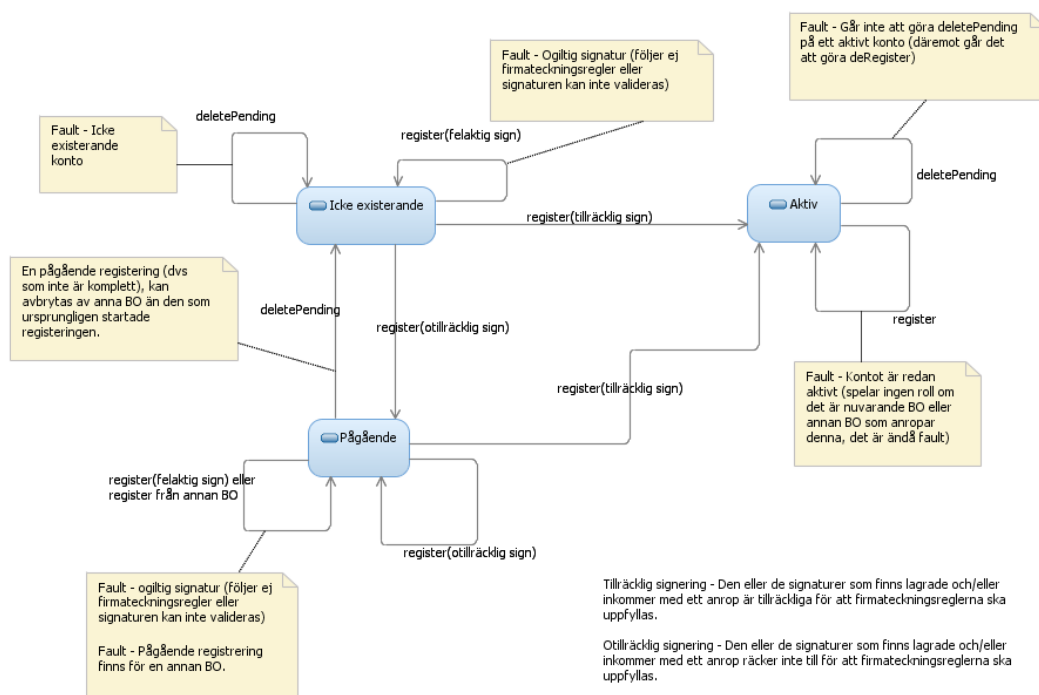 Fault - Går inte att göra deletePending
på ett aktivt konto (däremot går det
att göra deRegister)
Fault - Ogiltig signatur (följer ej
firmateckningsregler eller
signaturen kan inte valideras)
Fault - Icke
existerande
konto
deletePending
register(felaktig sign)
deletePending
Icke existerande
Aktiv
register(tillräcklig sign)
En pågående registering (dvs
som inte är komplett), kan
avbrytas av anna BO än den som
ursprungligen startade
registeringen.
deletePending
register(otillräcklig sign)
register
register(tillräcklig sign)
Fault - Kontot är redan
aktivt (spelar ingen roll om
det är nuvarande BO eller
annan BO som anropar
denna, det är ändå fault)
Pågående
register(felaktig sign) eller
register från annan BO
register(otillräcklig sign)
Fault - ogiltig signatur (följer ej
firmateckningsregler eller
signaturen kan inte valideras)
Fault - Pågående registrering
finns för en annan BO.
Tillräcklig signering - Den eller de signaturer som finns lagrade och/eller
inkommer med ett anrop är tillräckliga för att firmateckningsreglerna ska
uppfyllas.
Otillräcklig signering - Den eller de signaturer som finns lagrade och/eller
inkommer med ett anrop räcker inte till för att firmateckningsreglerna ska
uppfyllas.